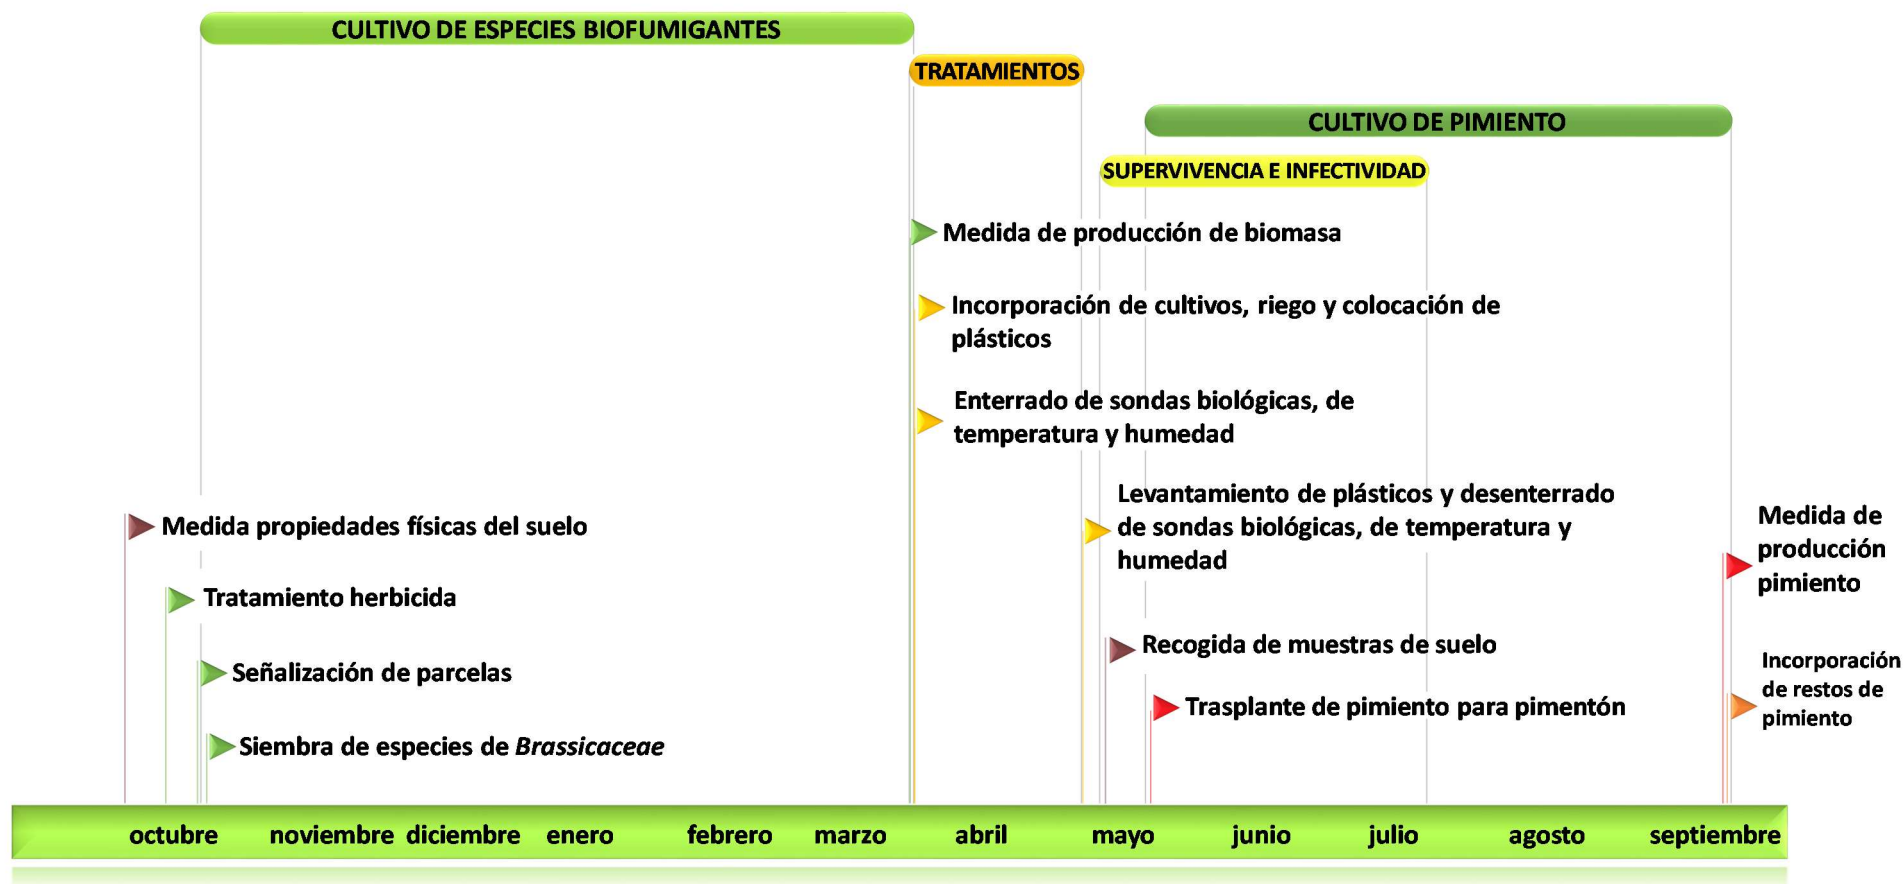 CULTIVO DE ESPECIES BIOFUMIGANTES
TRATAMIENTOS
CULTIVO DE PIMIENTO
SUPERVIVENCIA E INFECTIVIDAD
Medida de producción de biomasa
Incorporación de cultivos, riego y colocación de
plásticos
Enterrado de sondas biológicas, de
temperatura y humedad
Levantamiento de plásticos y desenterrado
de sondas biológicas, de temperatura y
humedad
Medida de
producción
pimiento
Medida propiedades físicas del suelo
Tratamiento herbicida
Recogida de muestras de suelo
Señalización de parcelas
Incorporación
de restos de
pimiento
Trasplante de pimiento para pimentón
Siembra de especies de Brassicaceae
octubre noviembre diciembre enero febrero marzo abril mayo junio julio agosto septiembre